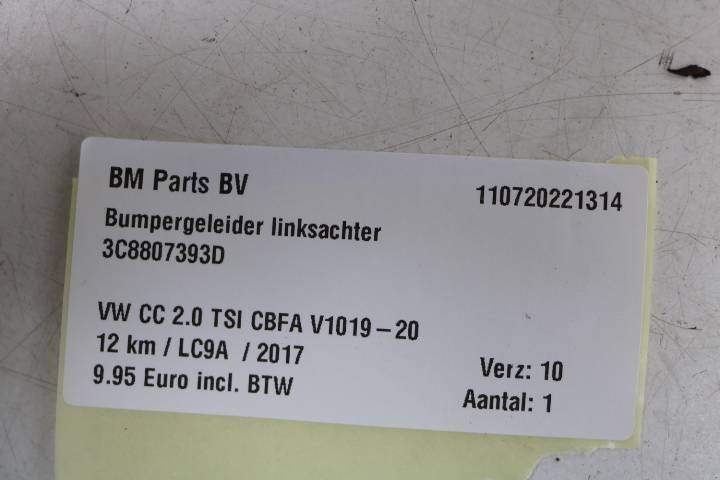 BM Parts BV
110720221314
Bumpergeleider linksachter
3C8807393D
VW CC 2.0 TSI CBFA V1019-20
12 km / LC9A / 2017
Verz: 10
9.95 Euro incl. BTW
Aantal: 1